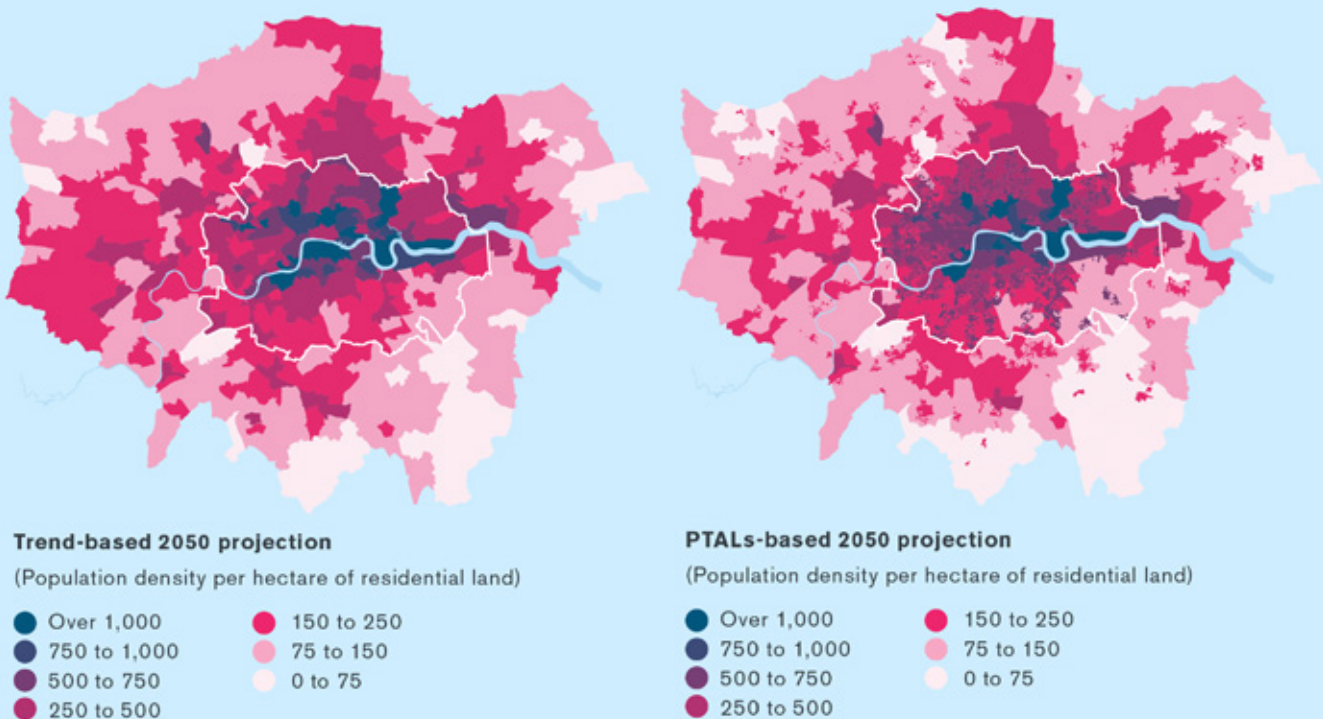 Trend-based 2050 projection
(Population density per hectare of residential land)
Over 1,000
750 to 1,000
500 to 750
250 to 500
150 to 250
75 to 150
0 to 75
PTALs-based 2050 projection
(Population density per hectare of residential land)
Over 1,000
750 to 1,000
500 to 750
250 to 500
150 to 250
75 to 150
0 to 75